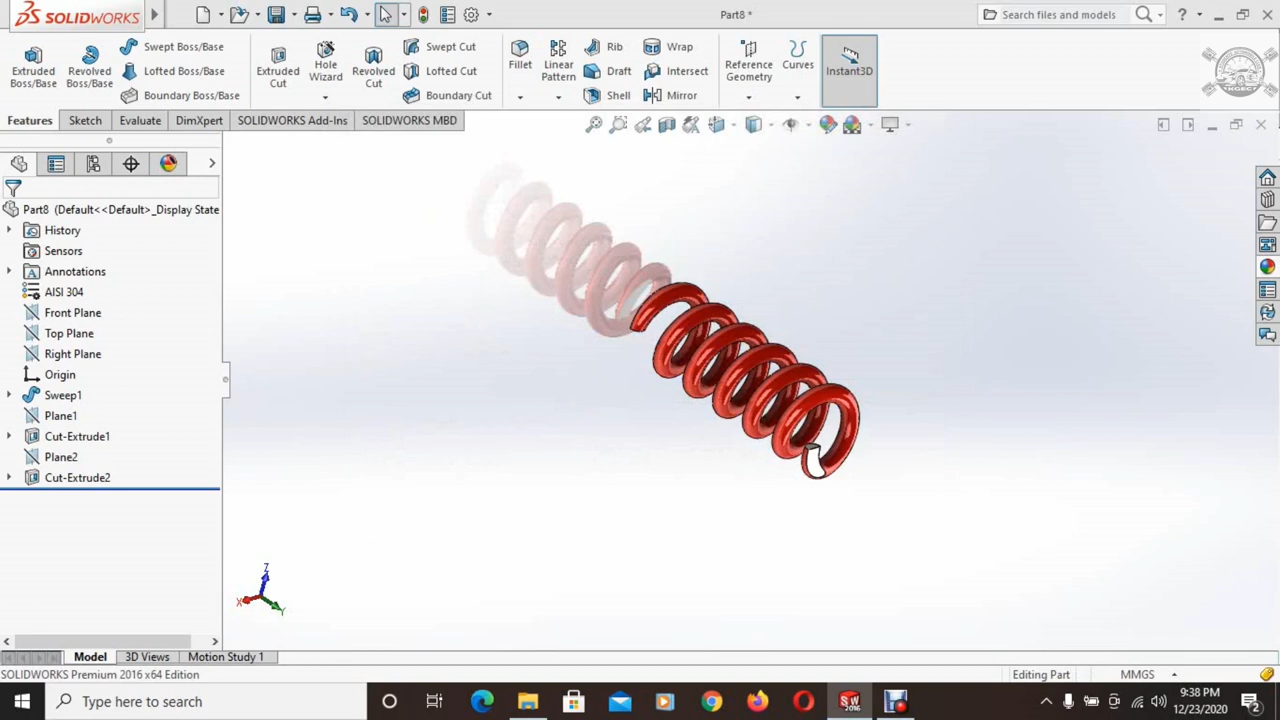 SOLIDWORKS
Part8 *
Search files and models
Extruded Boss/Base
Revolved Boss/Base
Swept Boss/Base
Lofted Boss/Base
Boundary Boss/Base
Extruded Cut
Hole Wizard
Revolved Cut
Swept Cut
Lofted Cut
Boundary Cut
Fillet
Linear Pattern
Rib
Draft
Shell
Wrap
Intersect
Mirror
Reference Geometry
Curves
Instant3D
Features
Sketch
Evaluate
DimXpert
SOLIDWORKS Add-Ins
SOLIDWORKS MBD
Part8 (Default<<Default>_Display State
History
Sensors
Annotations
AISI 304
Front Plane
Top Plane
Right Plane
Origin
Sweep1
Plane1
Cut-Extrude1
Plane2
Cut-Extrude2
Z
X
Y
Model
3D Views
Motion Study 1
SOLIDWORKS Premium 2016 x64 Edition
Editing Part
MMGS
Type here to search
SW
2016
9:38 PM
12/23/2020
2